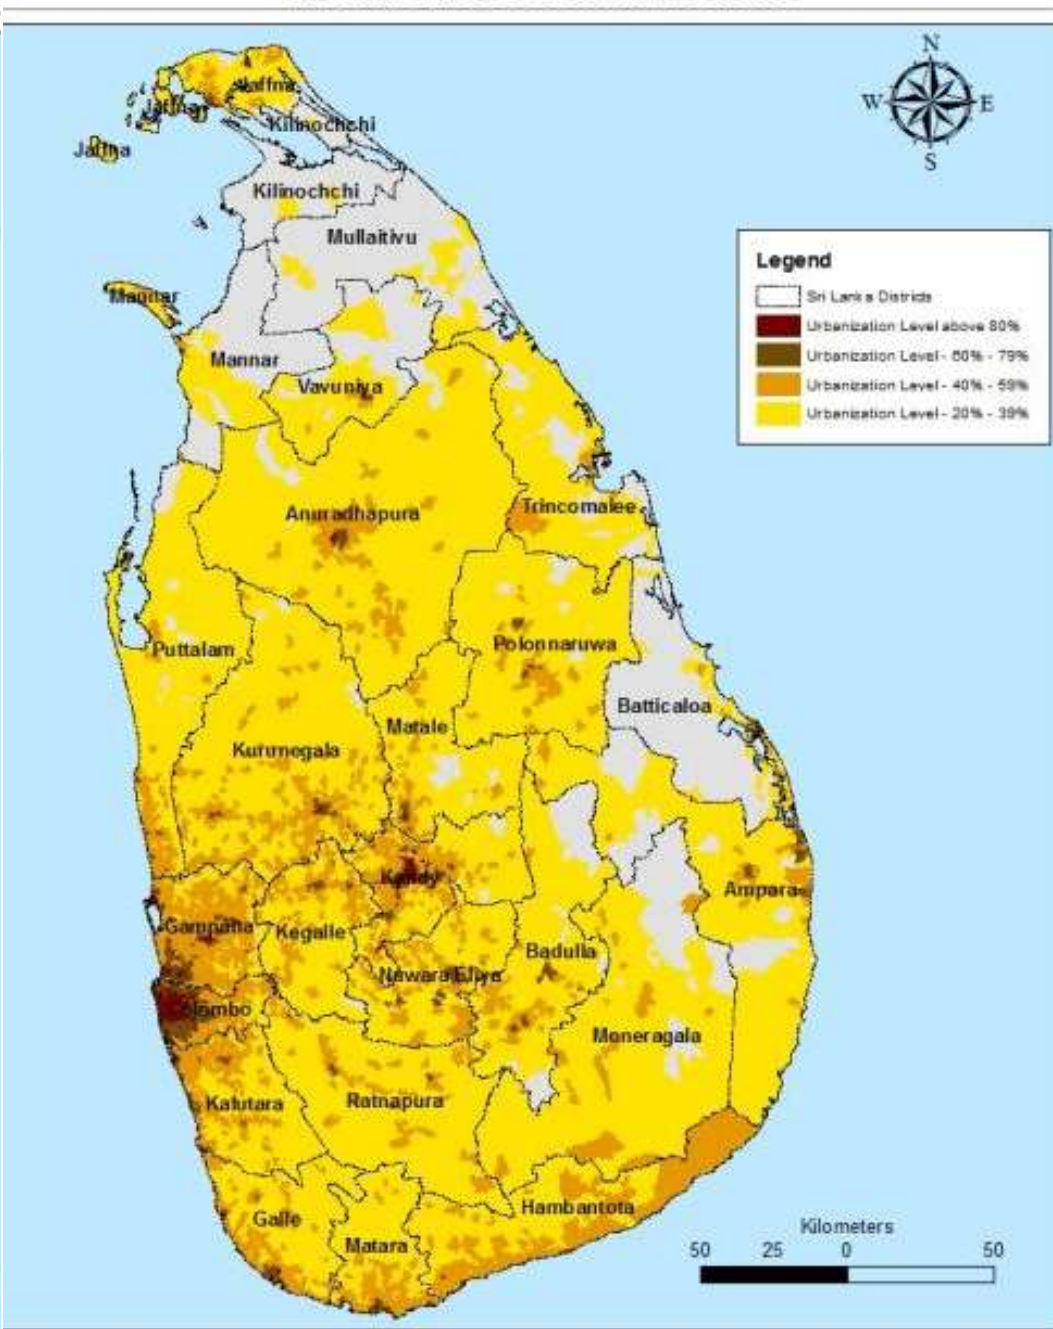 N
W E
S
Jaffna
Jaffna
Kilinochchi
Jaffna
Kilinochchi
Mullaitivu
Legend
Sri Lanka Districts
Urbanization Level above 80%
Urbanization Level - 60% - 79%
Urbanization Level - 40% - 59%
Urbanization Level - 20% - 39%
Mannar
Mannar
Vavuniya
Anuradhapura
Trincomalee
Puttalam
Polonnaruwa
Batticaloa
Matale
Kurunegala
Kandy
Ampara
Gampaha
Kegalle
Badulla
Nuwara Eliya
Colombo
Moneragala
Kalutara
Ratnapura
Hambantota
Galle
Matara
Kilometers
50 25 0 50